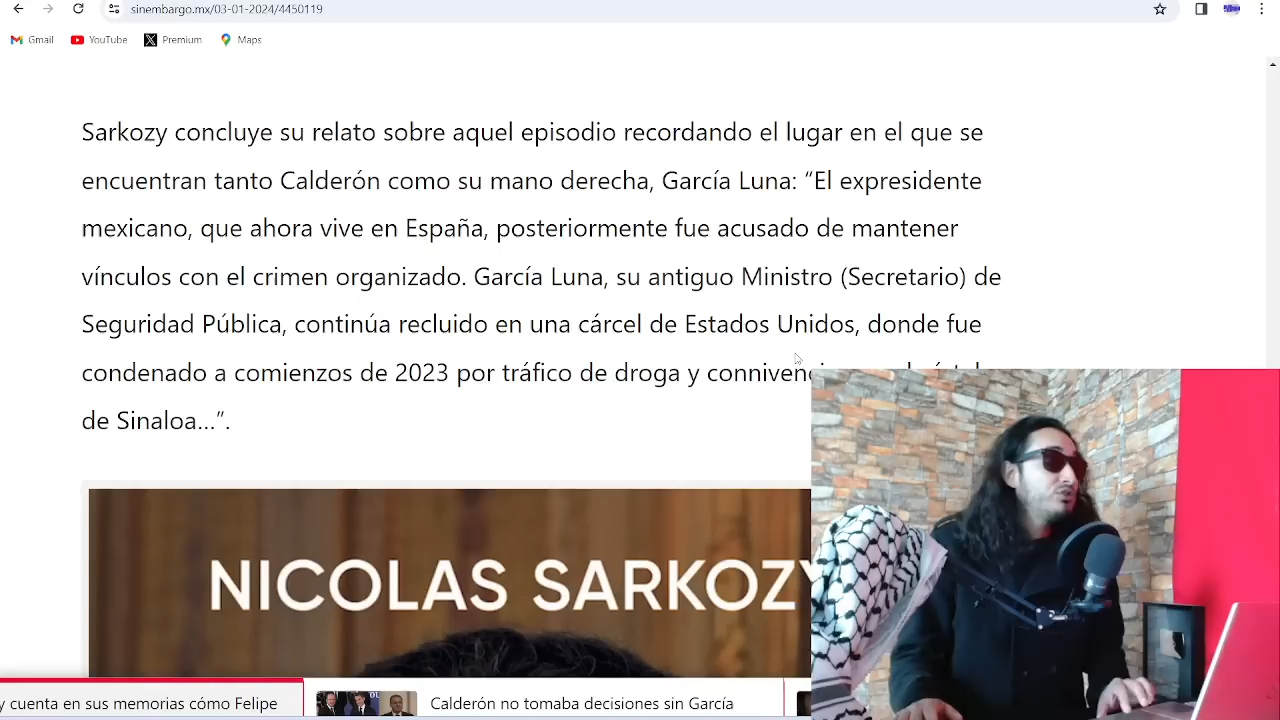 sinembargo.mx/03-01-2024/4450119
Gmail
YouTube
Premium
Maps
Sarkozy concluye su relato sobre aquel episodio recordando el lugar en el que se
encuentran tanto Calderón como su mano derecha, García Luna: “El expresidente
mexicano, que ahora vive en España, posteriormente fue acusado de mantener
vínculos con el crimen organizado. García Luna, su antiguo Ministro (Secretario) de
Seguridad Pública, continúa recluido en una cárcel de Estados Unidos, donde fue
condenado a comienzos de 2023 por tráfico de droga y
de Sinaloa...”.
NICOLAS SARKOZY
y cuenta en sus memorias cómo Felipe
Calderón no tomaba decisiones sin García